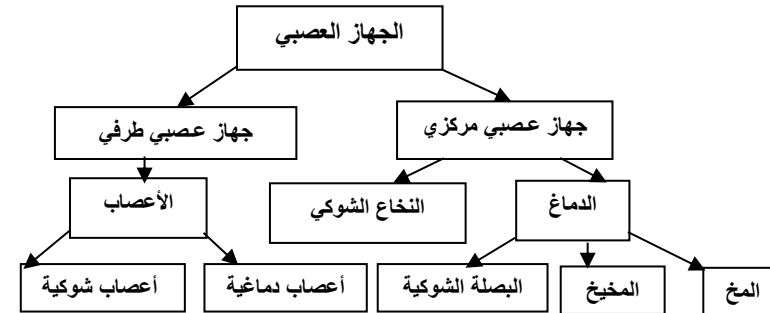 الجهاز العصبي
جهاز عصبي مركزي
جهاز عصبي طرفي
الدماغ
النخاع الشوكي
الأعصاب
المخ
المخيخ
البصلة الشوكية
أعصاب دماغية
أعصاب شوكية